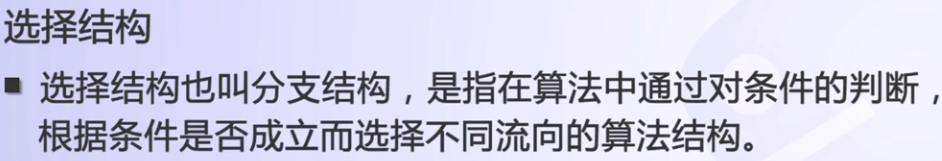 选择结构
■ 选择结构也叫分支结构，是指在算法中通过对条件的判断，
根据条件是否成立而选择不同流向的算法结构。